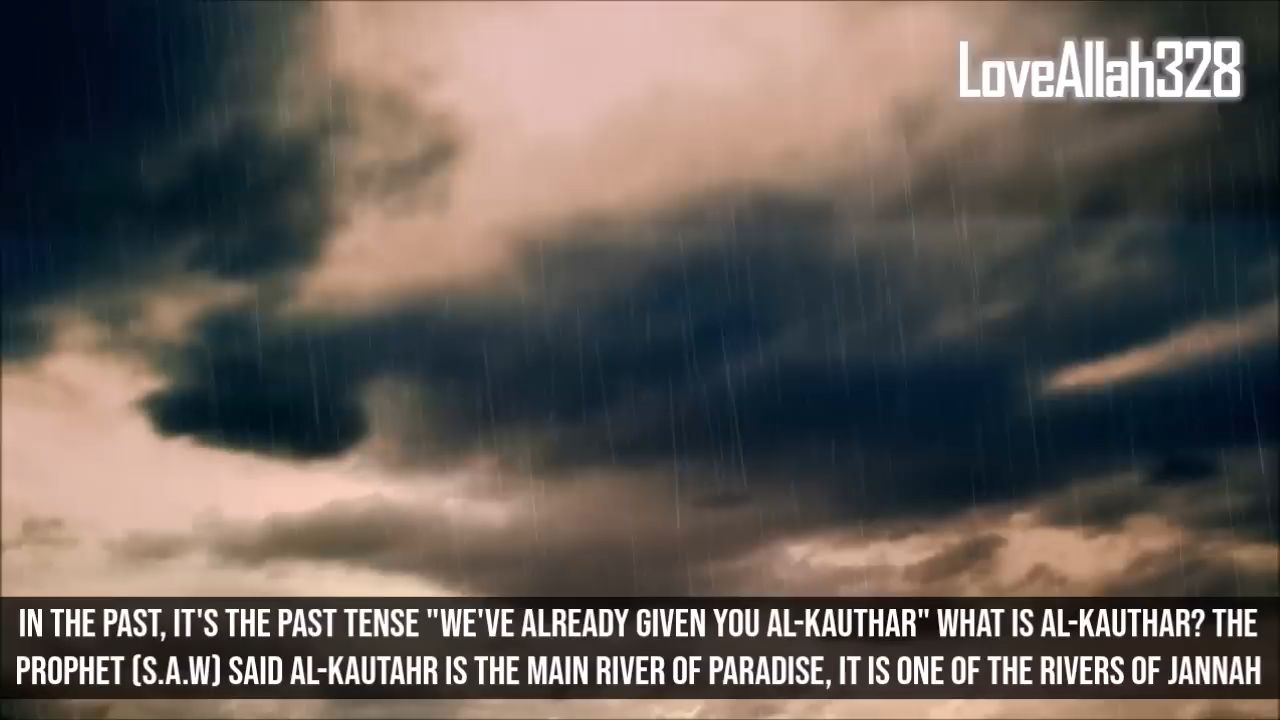 LoveAllah328
IN THE PAST, IT'S THE PAST TENSE "WE'VE ALREADY GIVEN YOU AL-KAUTHAR" WHAT IS AL-KAUTHAR? THE
PROPHET (S.A.W) SAID AL-KAUTAHR IS THE MAIN RIVER OF PARADISE, IT IS ONE OF THE RIVERS OF JANNAH